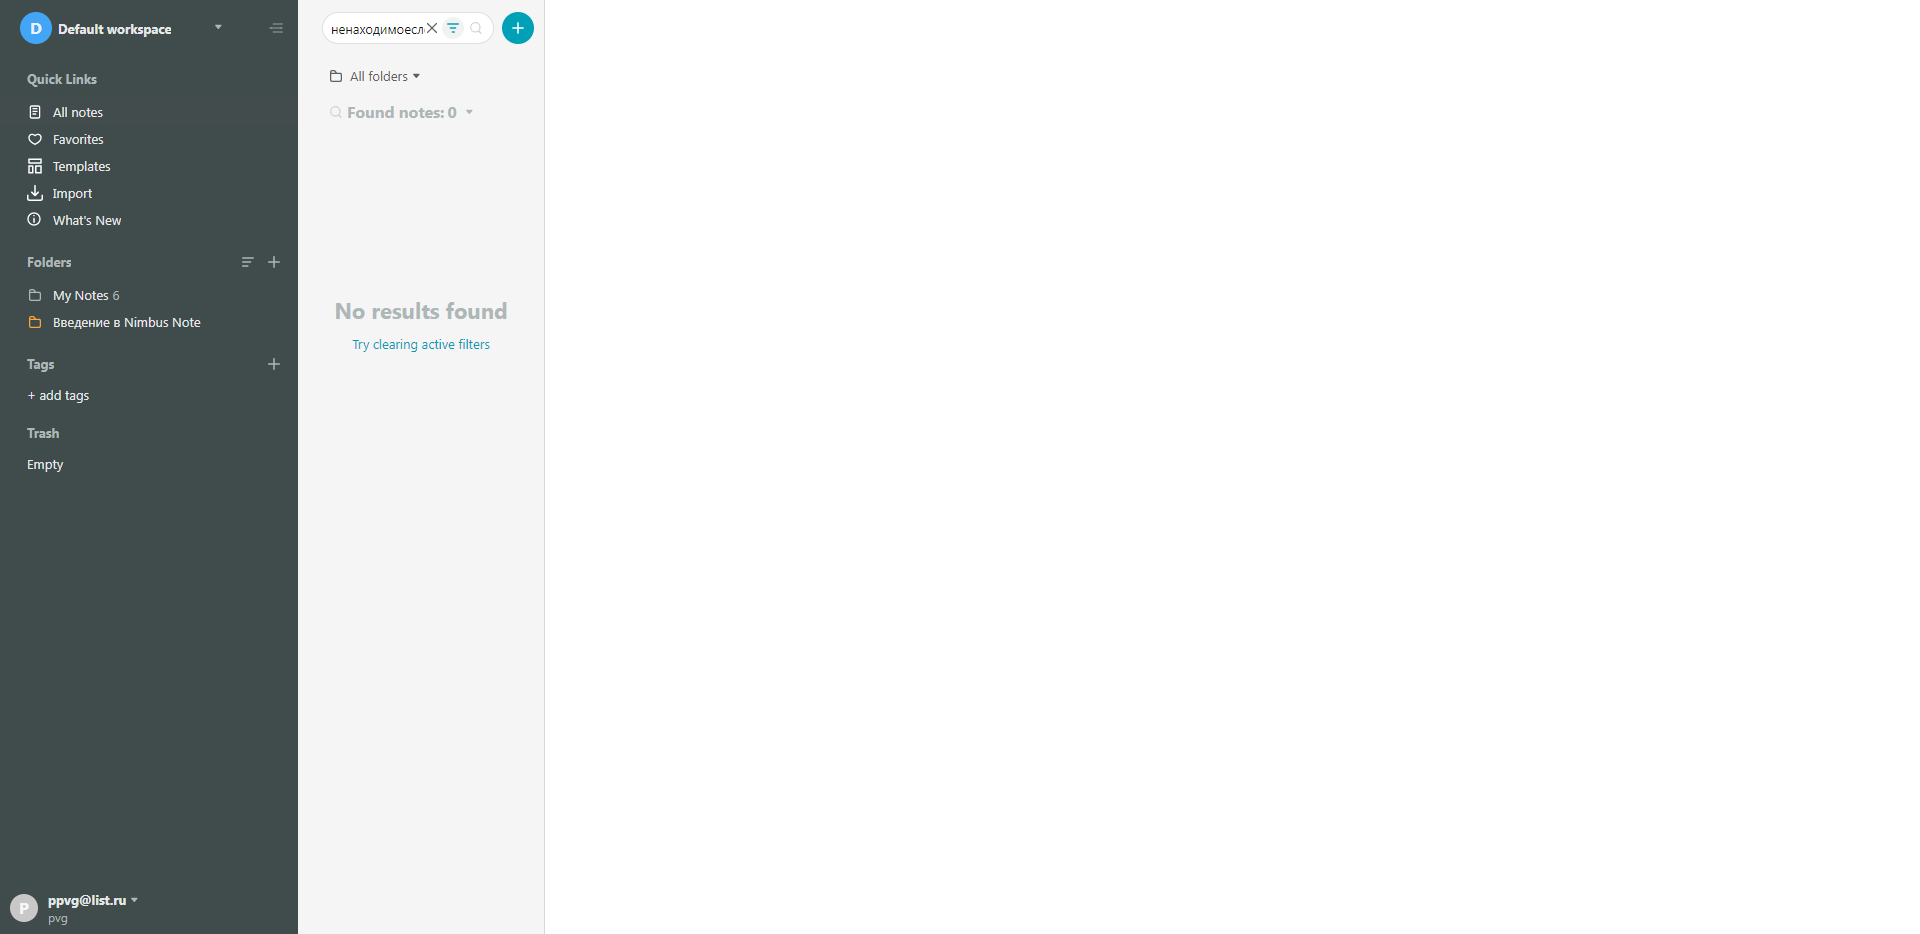 D Default workspace
Quick Links
All notes
Favorites
Templates
Import
What's New
Folders
My Notes 6
Введение в Nimbus Note
Tags
+ add tags
Trash
Empty
P ppvg@list.ru
pvg
ненаходимоесл
All folders
Found notes: 0
No results found
Try clearing active filters